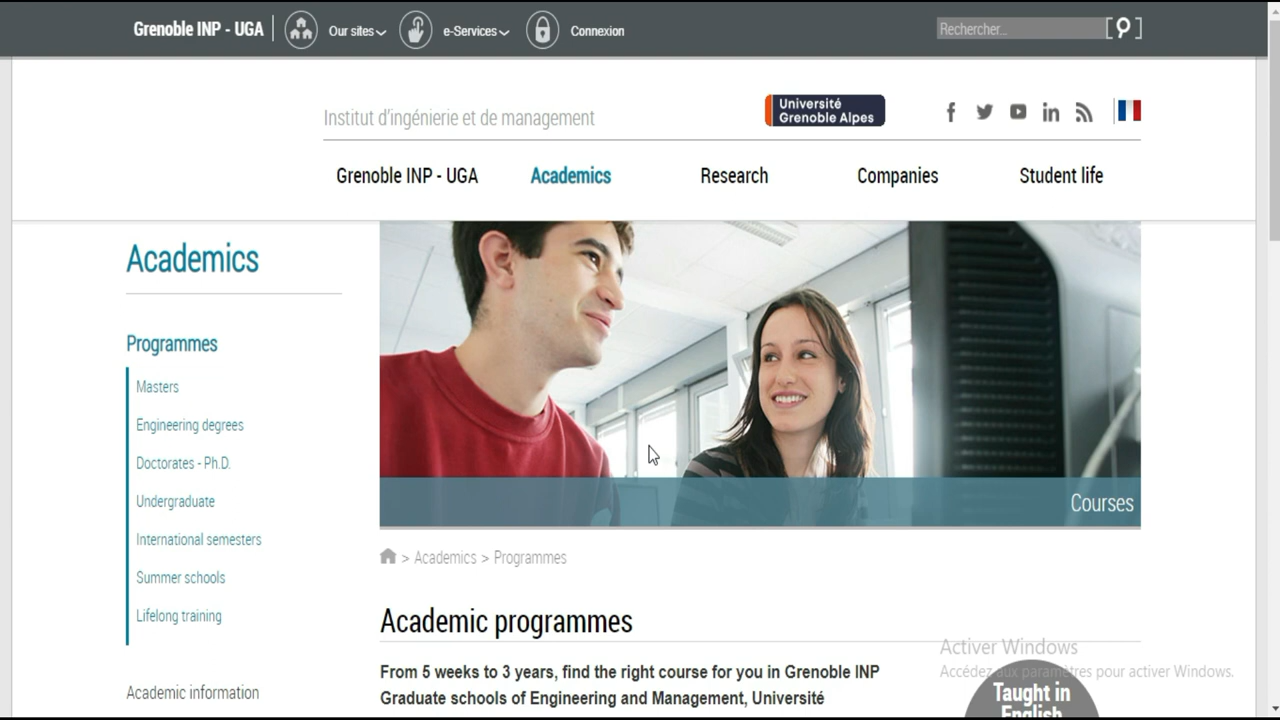 Grenoble INP - UGA
Our sites
e-Services
Connexion
Rechercher...
Institut d'ingénierie et de management
Université
Grenoble Alpes
Grenoble INP - UGA
Academics
Research
Companies
Student life
Academics
Programmes
Masters
Engineering degrees
Doctorates - Ph.D.
Undergraduate
International semesters
Summer schools
Lifelong training
Academic information
Courses
> Academics > Programmes
Academic programmes
From 5 weeks to 3 years, find the right course for you in Grenoble INP
Graduate schools of Engineering and Management, Université
Activer Windows
Accédez aux paramètres pour activer Windows.
Taught in
English